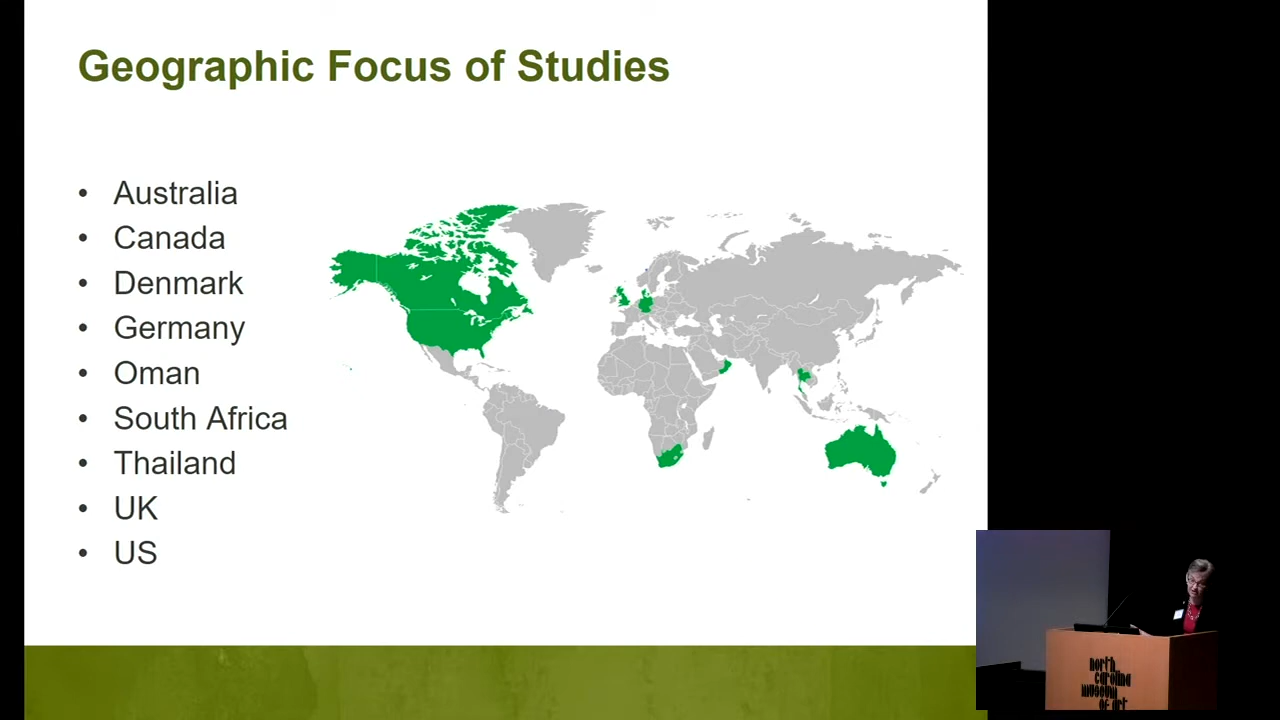 Geographic Focus of Studies
• Australia
• Canada
• Denmark
• Germany
• Oman
• South Africa
• Thailand
• UK
• US
north
carolina
museum
of art